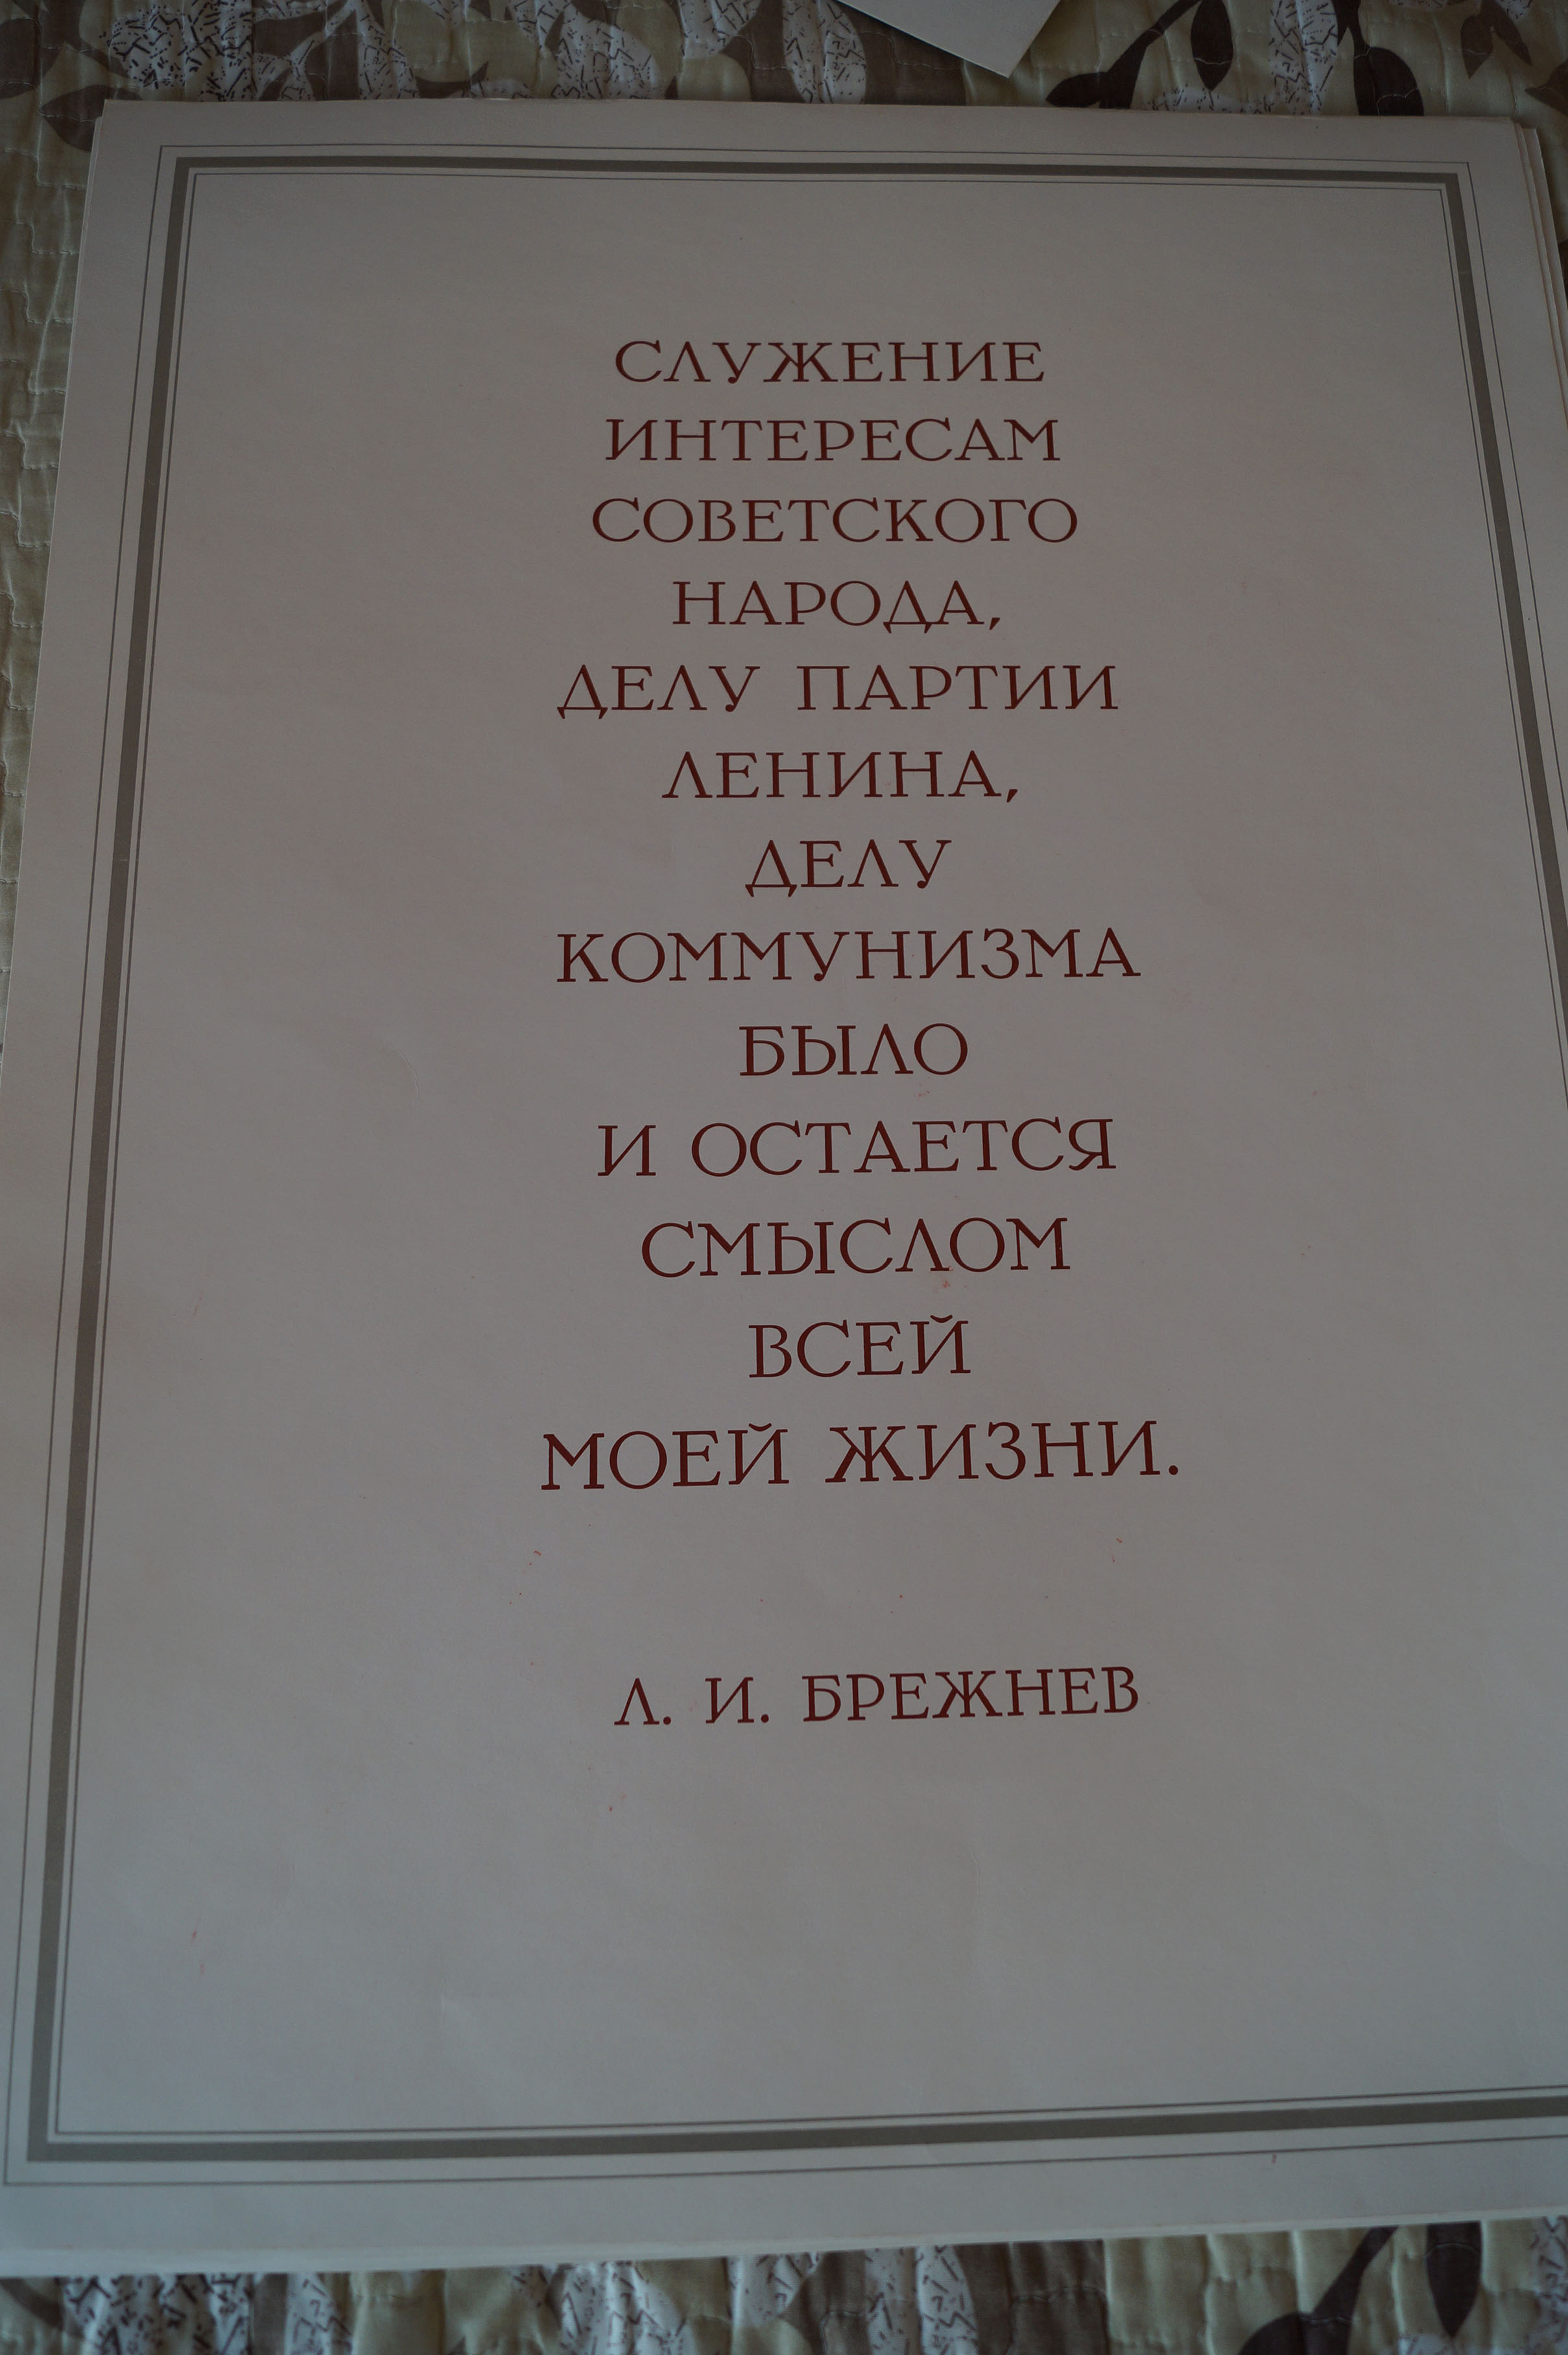 СЛУЖЕНИЕ
ИНТЕРЕСАМ
СОВЕТСКОГО
НАРОДА,
ДЕЛУ ПАРТИИ
ЛЕНИНА,
ДЕЛУ
КОММУНИЗМА
БЫЛО
И ОСТАЕТСЯ
СМЫСЛОМ
ВСЕЙ
МОЕЙ ЖИЗНИ.
Л. И. БРЕЖНЕВ